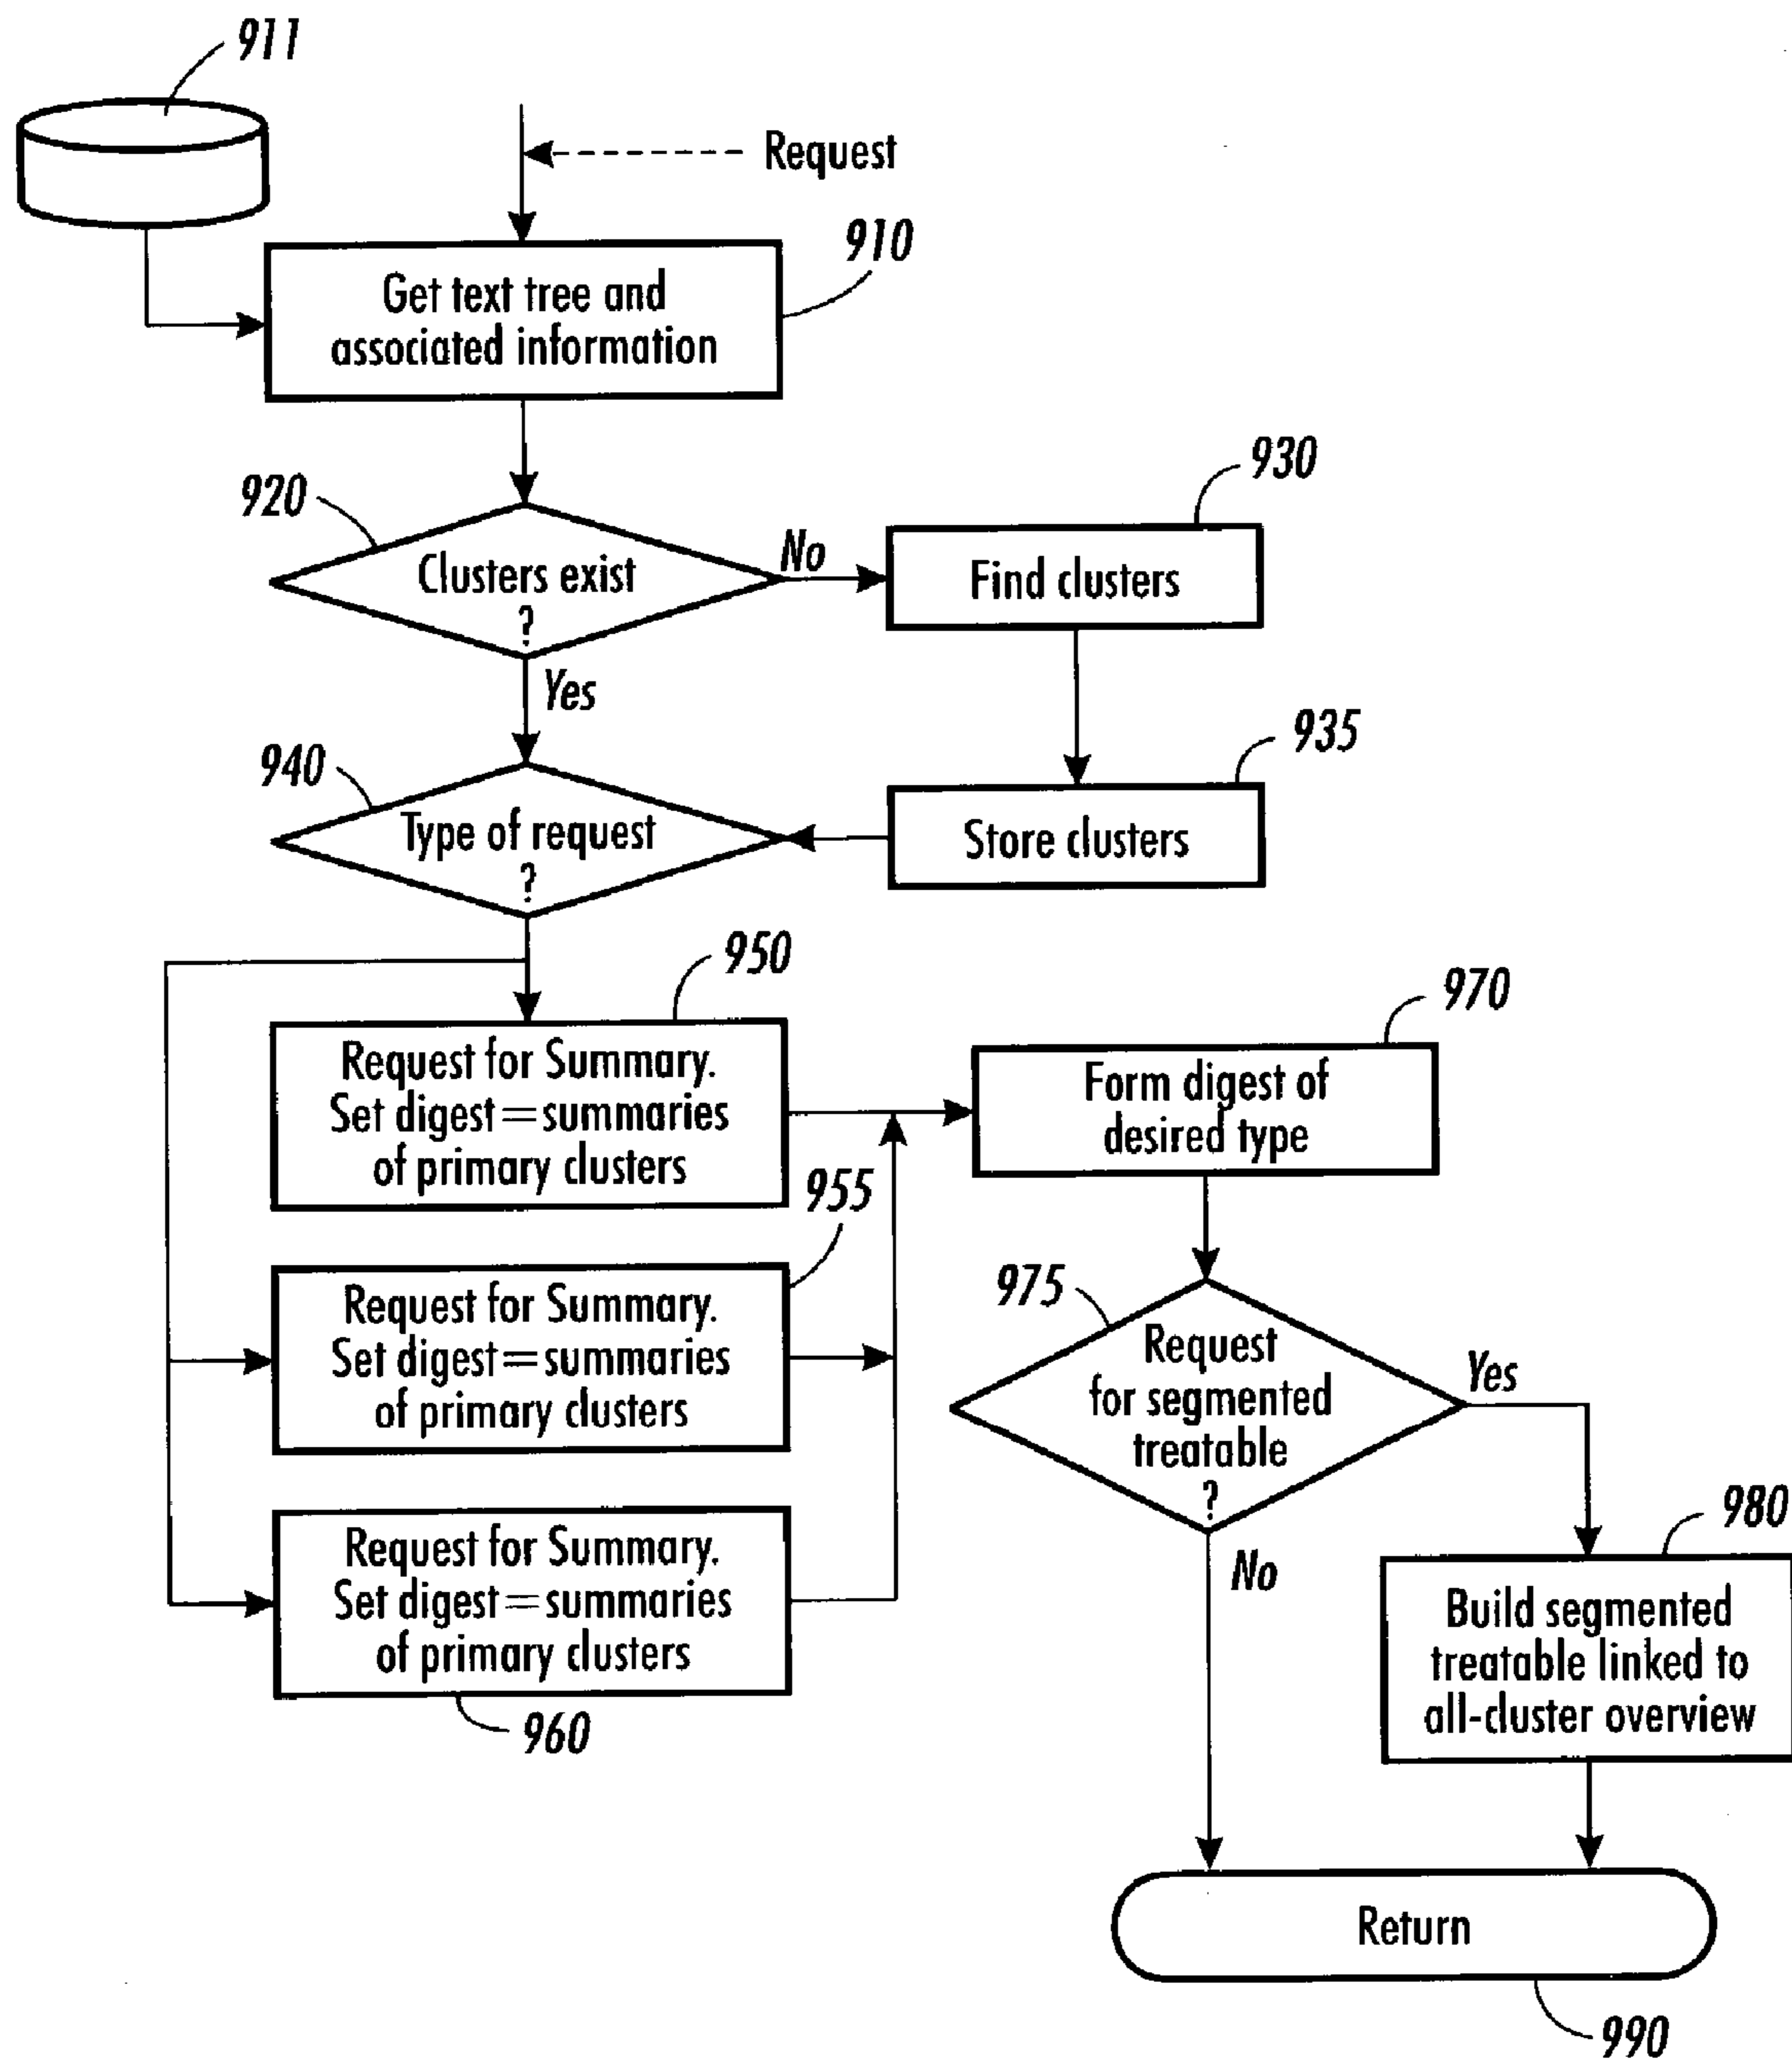 911
Request
910
Get text tree and
associated information
920
Clusters exist
?
No
930
Find clusters
Yes
935
Store clusters
940
Type of request
?
950
Request for Summary.
Set digest=summaries
of primary clusters
955
Request for Summary.
Set digest=summaries
of primary clusters
960
Request for Summary.
Set digest=summaries
of primary clusters
970
Form digest of
desired type
975
Request
for segmented
treatable
?
Yes
No
980
Build segmented
treatable linked to
all-cluster overview
Return
990